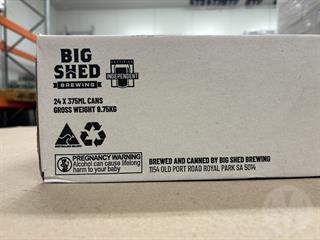 BIG
SHED
BREWING
CERTIFIED
INDEPENDENT
24 X 375ML CANS
GROSS WEIGHT 9.75KG
PREGNANCY WARNING
Alcohol can cause lifelong
harm to your baby
BREWED AND CANNED BY BIG SHED BREWING
1154 OLD PORT ROAD ROYAL PARK SA 5014